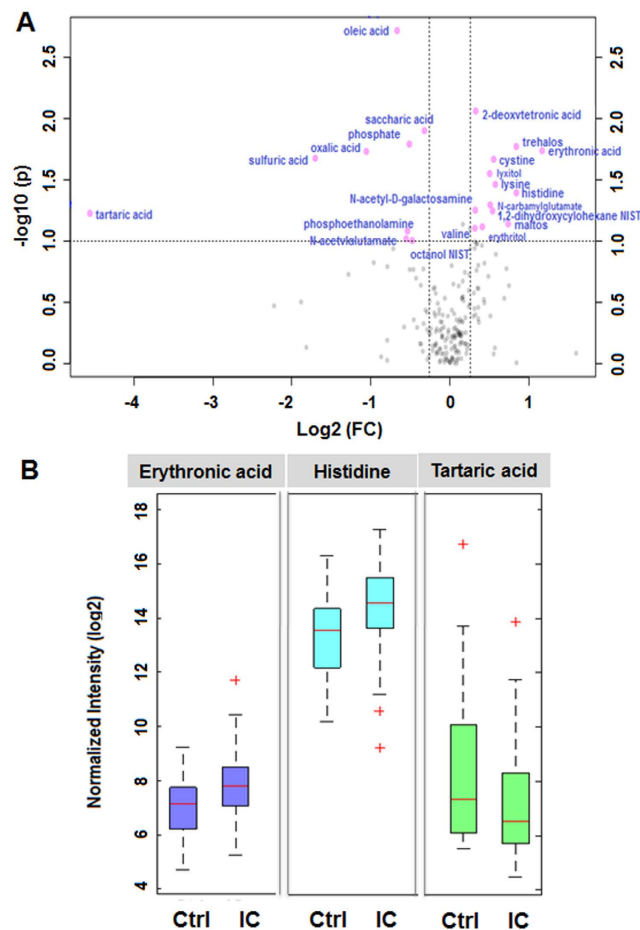 A
oleic acid
2-deoxvtetronic acid
saccharic acid
phosphate
trehalos
oxalic acid
erythronic acid
sulfuric acid
cystine
lyxitol
lysine
histidine
N-acetyl-D-galactosamine
N-carbamylglutamate
tartaric acid
1,2-dihydroxycylohexane NIST
phosphoethanolamine
valine
maltos
erythritol
N-acetvlglutamate
octanol NIST
-log10 (p)
2.5
2.0
1.5
1.0
0.5
0.0
2.5
2.0
1.5
1.0
0.5
0.0
-4 -3 -2 -1 0 1
Log2 (FC)
B
Erythronic acid Histidine Tartaric acid
Normalized Intensity (log2)
18
16
14
12
10
8
6
4
Ctrl IC Ctrl IC Ctrl IC